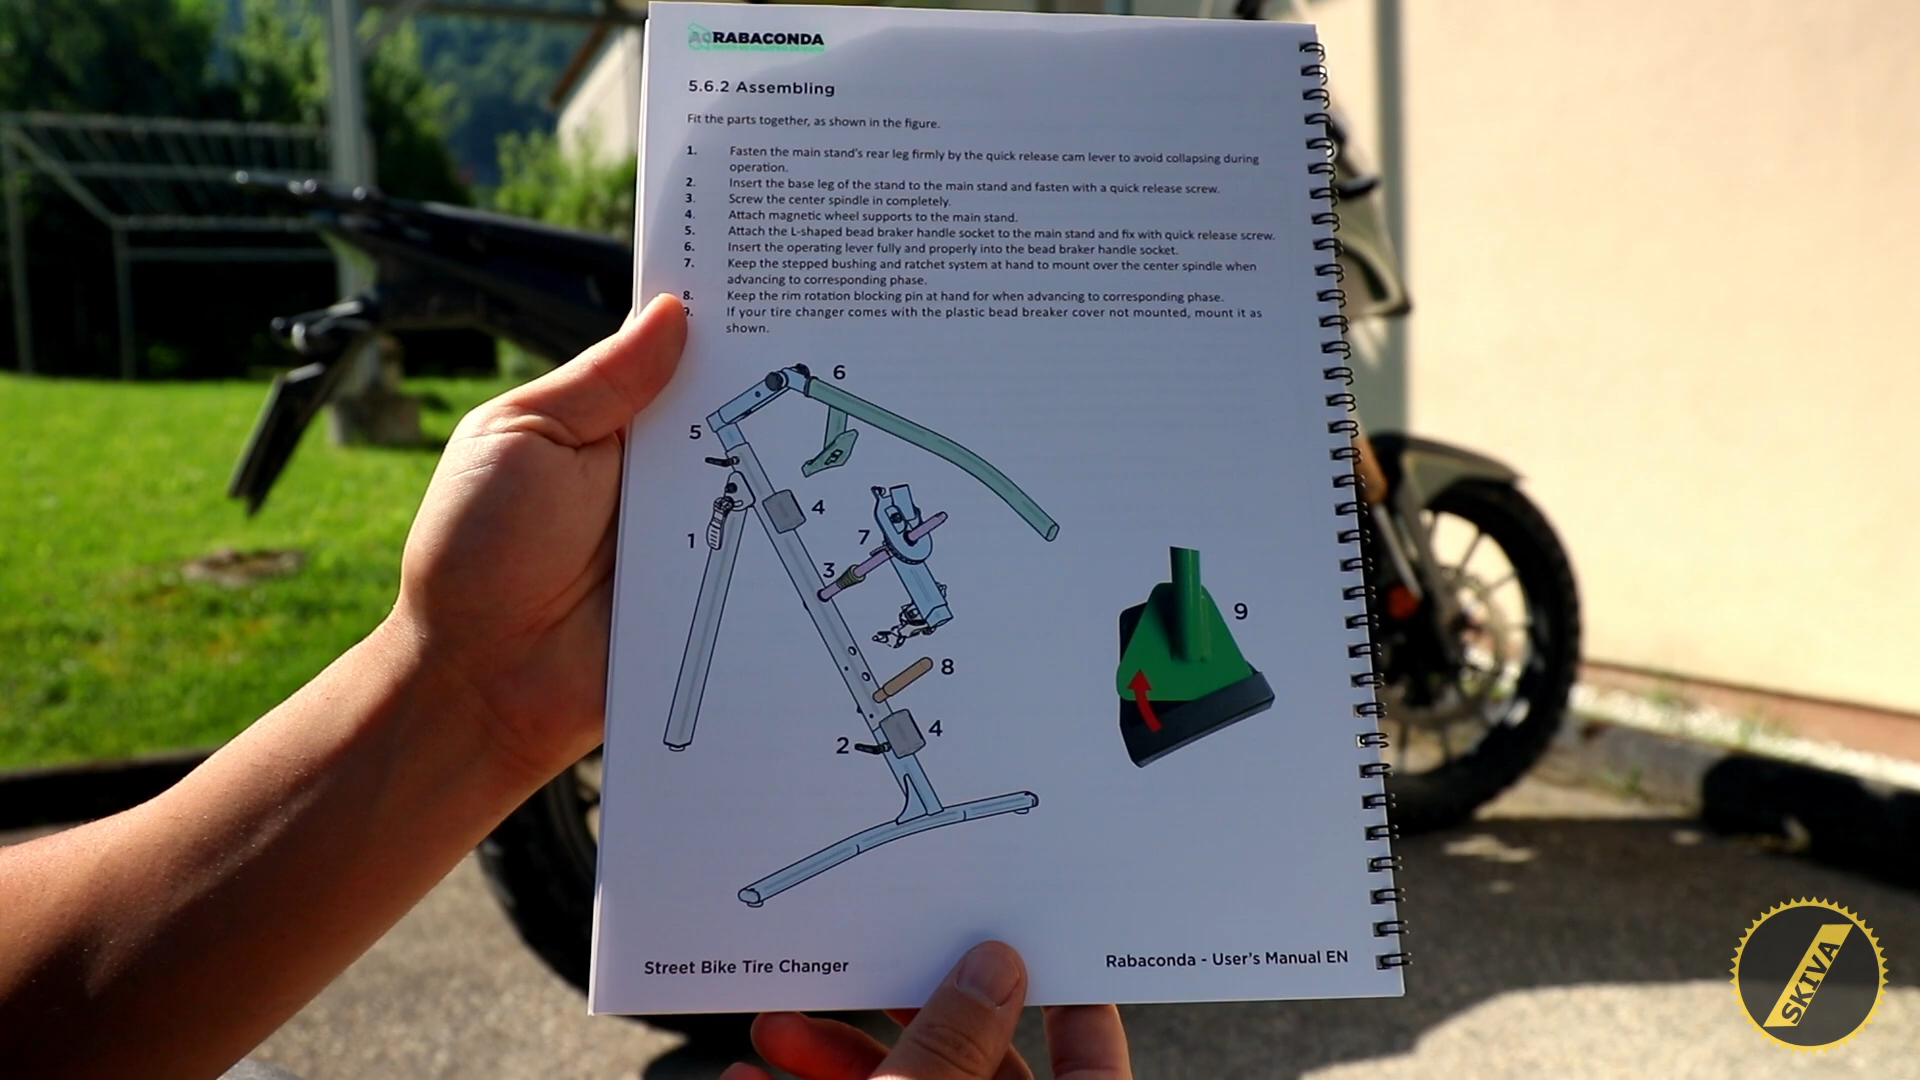 RABACONDA
5.6.2 Assembling
Fit the parts together, as shown in the figure.
1. Fasten the main stand's rear leg firmly by the quick release cam lever to avoid collapsing during
operation.
2. Insert the base leg of the stand to the main stand and fasten with a quick release screw.
3. Screw the center spindle in completely.
4. Attach magnetic wheel supports to the main stand.
5. Attach the L-shaped bead braker handle socket to the main stand and fix with quick release screw.
6. Insert the operating lever fully and properly into the bead braker handle socket.
7. Keep the stepped bushing and ratchet system at hand to mount over the center spindle when
advancing to corresponding phase.
8. Keep the rim rotation blocking pin at hand for when advancing to corresponding phase.
9. If your tire changer comes with the plastic bead breaker cover not mounted, mount it as
shown.
6
5
4
1
7
3
9
8
4
2
Street Bike Tire Changer
Rabaconda - User's Manual EN
SKIVA